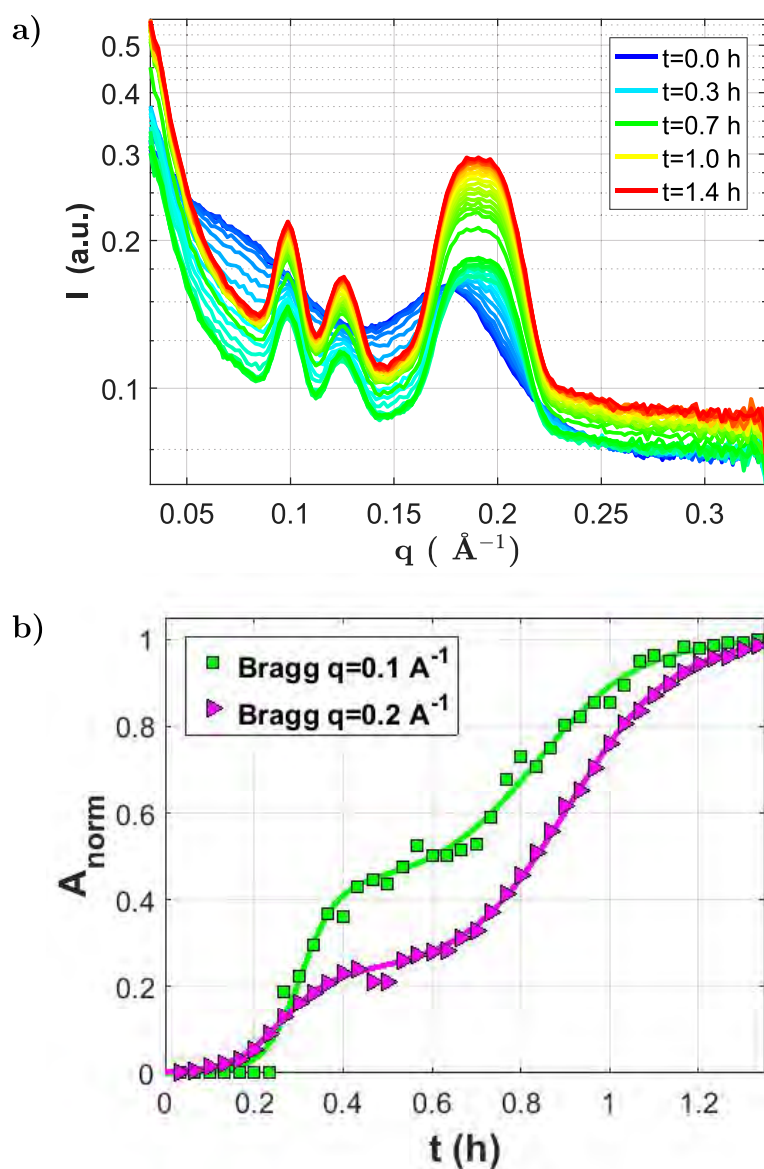 a)
0.5
0.4
0.3
0.2
0.1
I (a.u.)
t=0.0 h
t=0.3 h
t=0.7 h
t=1.0 h
t=1.4 h
0.05 0.1 0.15 0.2 0.25 0.3
q ( Å⁻¹)
b)
1
0.8
0.6
0.4
0.2
0
A_norm
Bragg q=0.1 A⁻¹
Bragg q=0.2 A⁻¹
0 0.2 0.4 0.6 0.8 1 1.2
t (h)